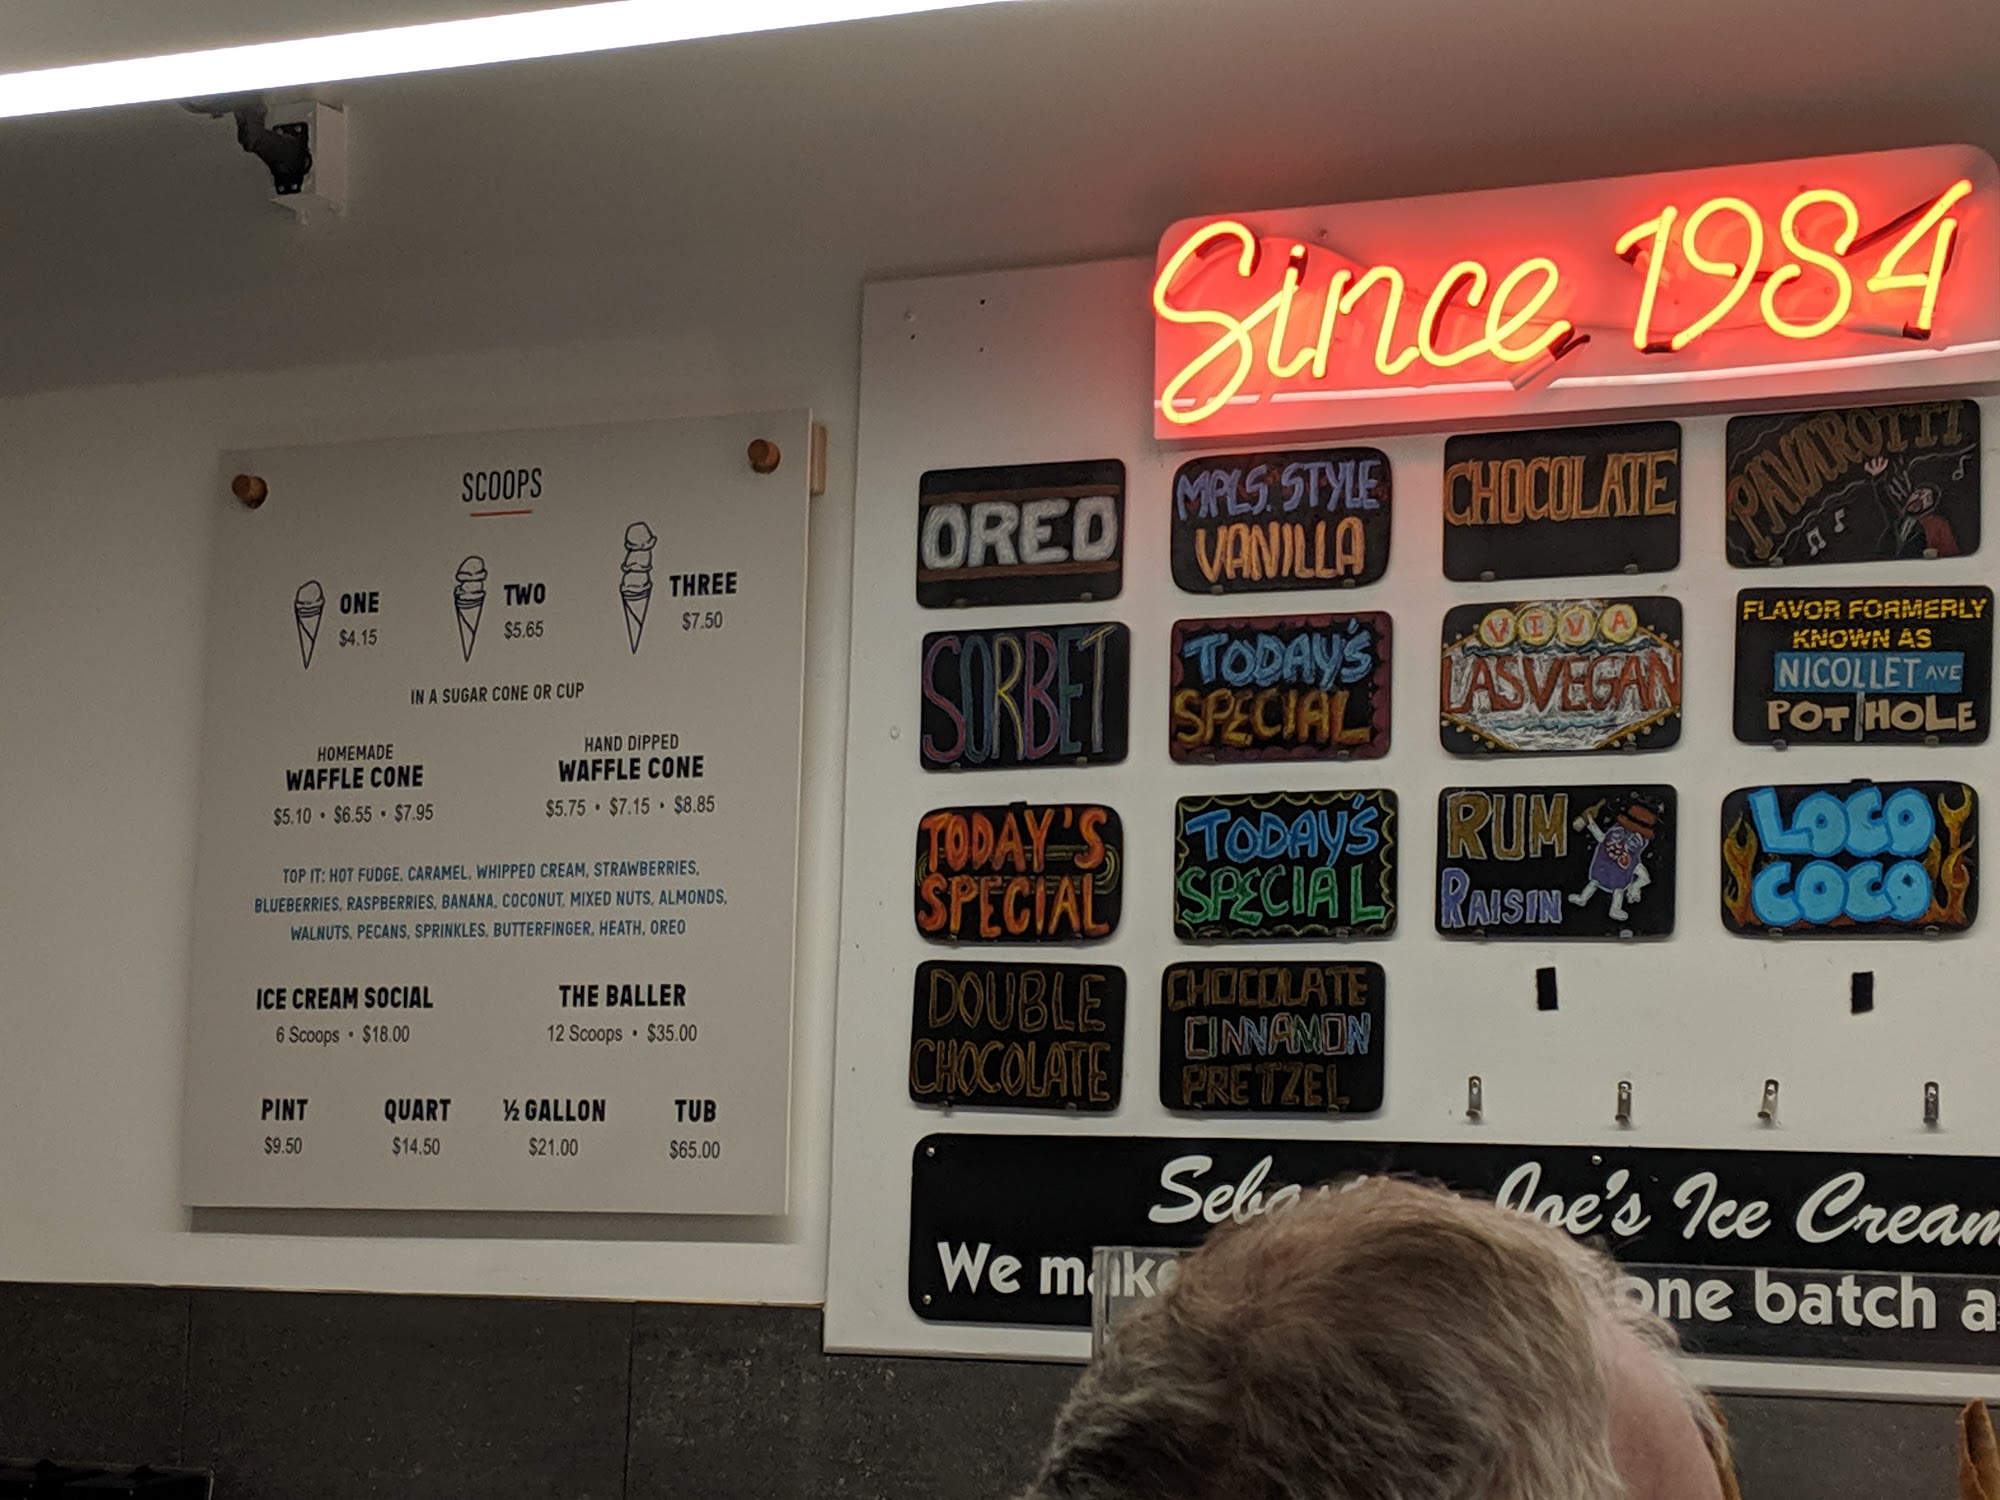 Since 1984
SCOOPS
ONE
$4.15
TWO
$5.65
THREE
$7.50
IN A SUGAR CONE OR CUP
HOMEMADE
WAFFLE CONE
$5.10 • $6.55 • $7.95
HAND DIPPED
WAFFLE CONE
$5.75 • $7.15 • $8.85
TOP IT: HOT FUDGE, CARAMEL, WHIPPED CREAM, STRAWBERRIES,
BLUEBERRIES, RASPBERRIES, BANANA, COCONUT, MIXED NUTS, ALMONDS,
WALNUTS, PECANS, SPRINKLES, BUTTERFINGER, HEATH, OREO
ICE CREAM SOCIAL
6 Scoops • $18.00
THE BALLER
12 Scoops • $35.00
PINT
$9.50
QUART
$14.50
½ GALLON
$21.00
TUB
$65.00
OREO
MPLS. STYLE
VANILLA
CHOCOLATE
PAVAROTTI
SORBET
TODAY'S
SPECIAL
VIVA
LAS VEGAN
FLAVOR FORMERLY
KNOWN AS
NICOLLET AVE
POT HOLE
TODAY'S
SPECIAL
TODAY'S
SPECIAL
RUM
RAISIN
LOCO
COCO
DOUBLE
CHOCOLATE
CHOCOLATE
CINNAMON
PRETZEL
Joe's Ice Cream
We make one batch a